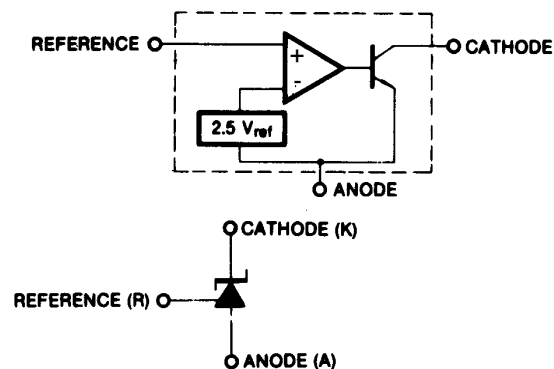 REFERENCE
CATHODE
+
-
2.5 Vref
ANODE
CATHODE (K)
REFERENCE (R)
ANODE (A)